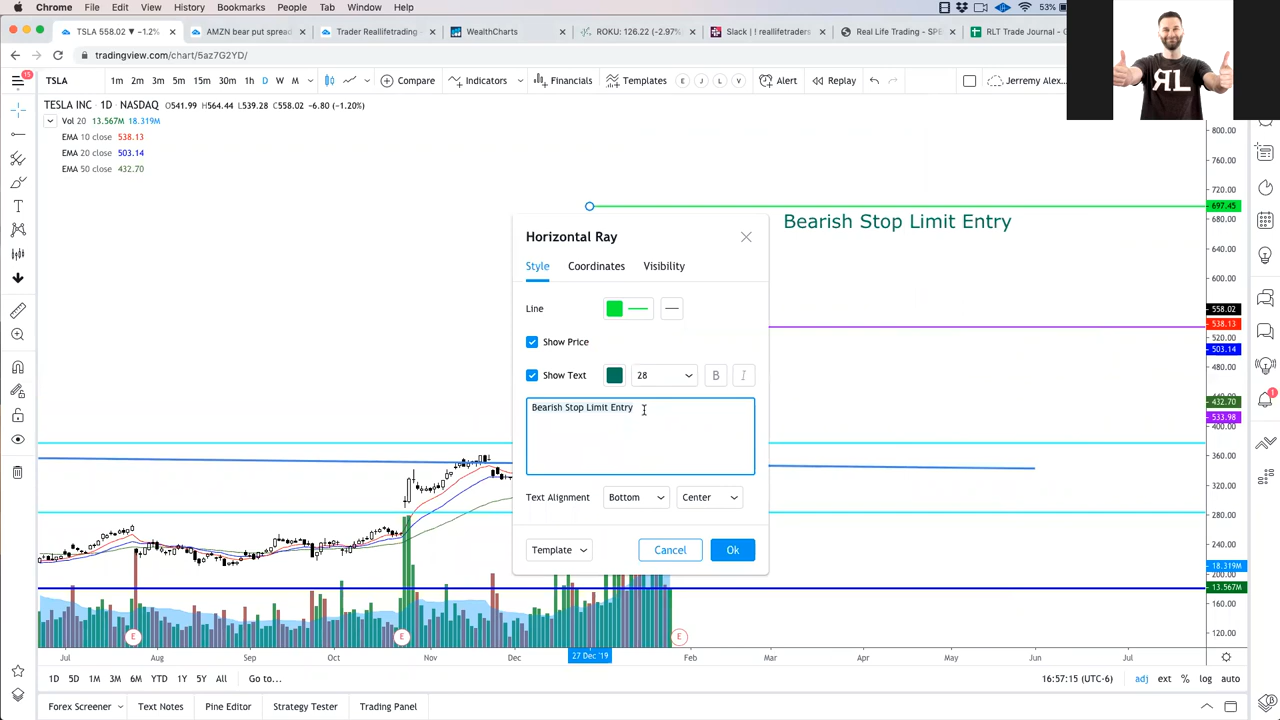 Chrome File Edit View History Bookmarks People Tab Window Help 53%
TSLA 558.02 ▼ −1.2% AMZN bear put spread Trader Reallifetrading WealthCharts ROKU: 126.22 (−2.97% Slack | ! reallifetraders Real Life Trading - SPE RLT Trade Journal - G
tradingview.com/chart/5az7G2YD/
15 TSLA 1m 2m 3m 5m 15m 30m 1h D W M Compare Indicators Financials Templates E J L V Alert Replay Jeremy Alex...
TESLA INC 1D NASDAQ O541.99 H564.44 L539.28 C558.02 −6.80 (−1.20%)
Vol 20 13.567M 18.319M
EMA 10 close 538.13
EMA 20 close 503.14
EMA 50 close 432.70
RL
800.00
760.00
720.00
697.45
680.00
640.00
600.00
558.02
538.13
520.00
503.14
480.00
432.70
533.98
400.00
360.00
320.00
280.00
240.00
18.319M
200.00
13.567M
160.00
120.00
Bearish Stop Limit Entry
Horizontal Ray
Style Coordinates Visibility
Line
Show Price
Show Text 28 B I
Bearish Stop Limit Entry
Text Alignment Bottom Center
Template Cancel Ok
E E E
Jul Aug Sep Oct Nov Dec 27 Dec '19 Feb Mar Apr May Jun Jul
1D 5D 1M 3M 6M YTD 1Y 5Y All Go to... 16:57:15 (UTC-6) adj ext % log auto
Forex Screener Text Notes Pine Editor Strategy Tester Trading Panel
1